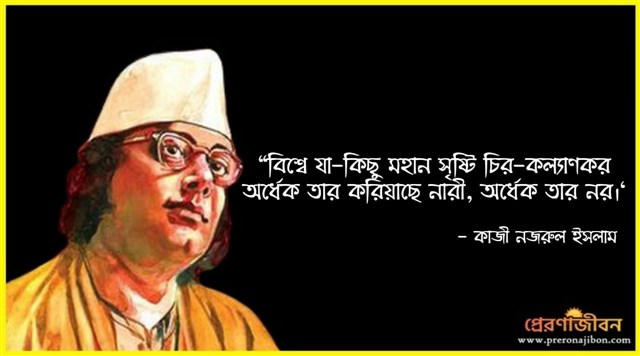 “বিশ্বে যা-কিছু মহান সৃষ্টি চির-কল্যাণকর
অর্ধেক তার করিয়াছে নারী, অর্ধেক তার নর।‘
- কাজী নজরুল ইসলাম
প্রেরণাজীবন
www.preronajibon.com